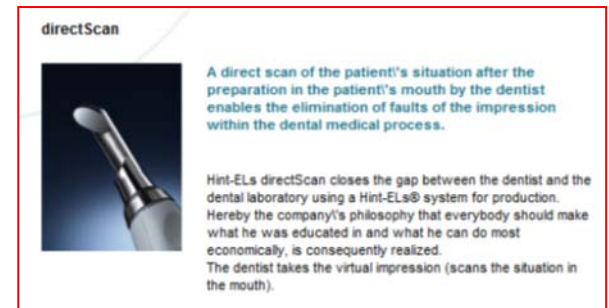 directScan
A direct scan of the patient\'s situation after the
preparation in the patient\'s mouth by the dentist
enables the elimination of faults of the impression
within the dental medical process.
Hint-ELs directScan closes the gap between the dentist and the
dental laboratory using a Hint-ELs® system for production.
Hereby the company\'s philosophy that everybody should make
what he was educated in and what he can do most
economically, is consequently realized.
The dentist takes the virtual impression (scans the situation in
the mouth).